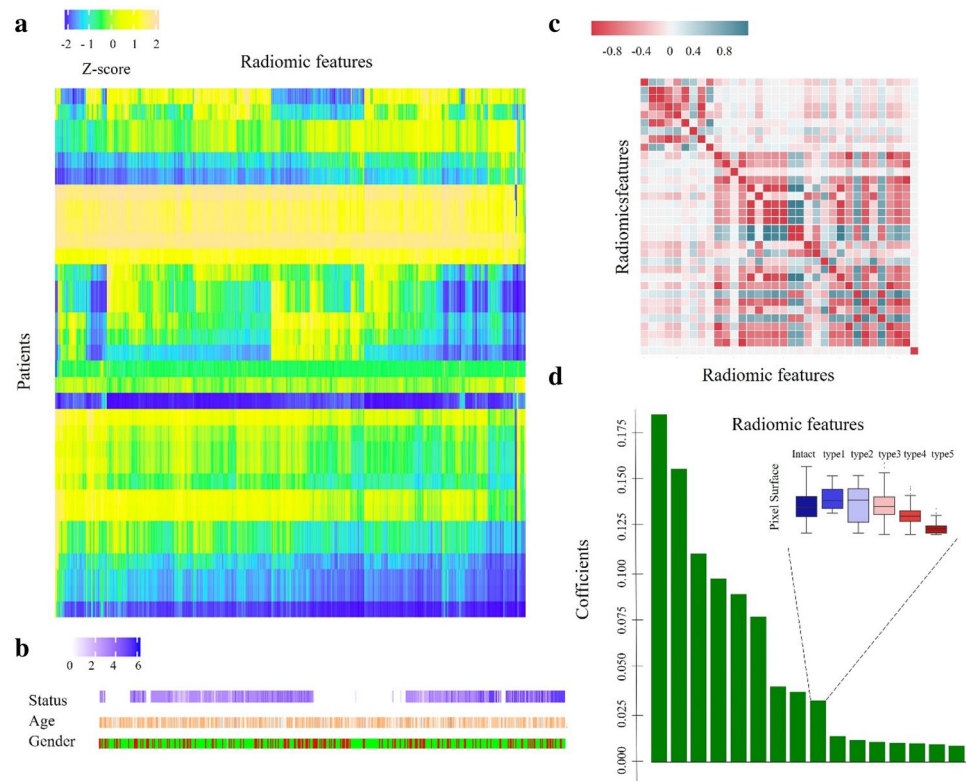 a
-2 -1 0 1 2
Z-score
Radiomic features
Patients
b
0 2 4 6
Status
Age
Gender
c
-0.8 -0.4 0 0.4 0.8
Radiomicsfeatures
Radiomic features
d
Radiomic features
Intact type1 type2 type3 type4 type5
Pixel Surface
Cofficients
0.175
0.150
0.125
0.100
0.075
0.050
0.025
0.000